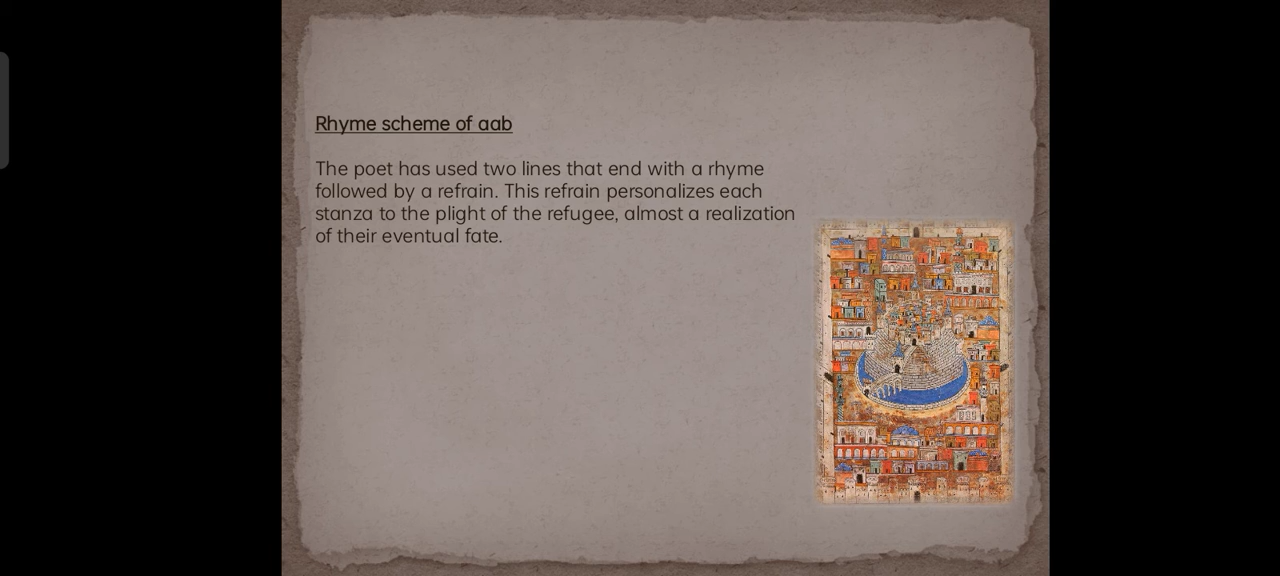 Rhyme scheme of aab
The poet has used two lines that end with a rhyme
followed by a refrain. This refrain personalizes each
stanza to the plight of the refugee, almost a realization
of their eventual fate.